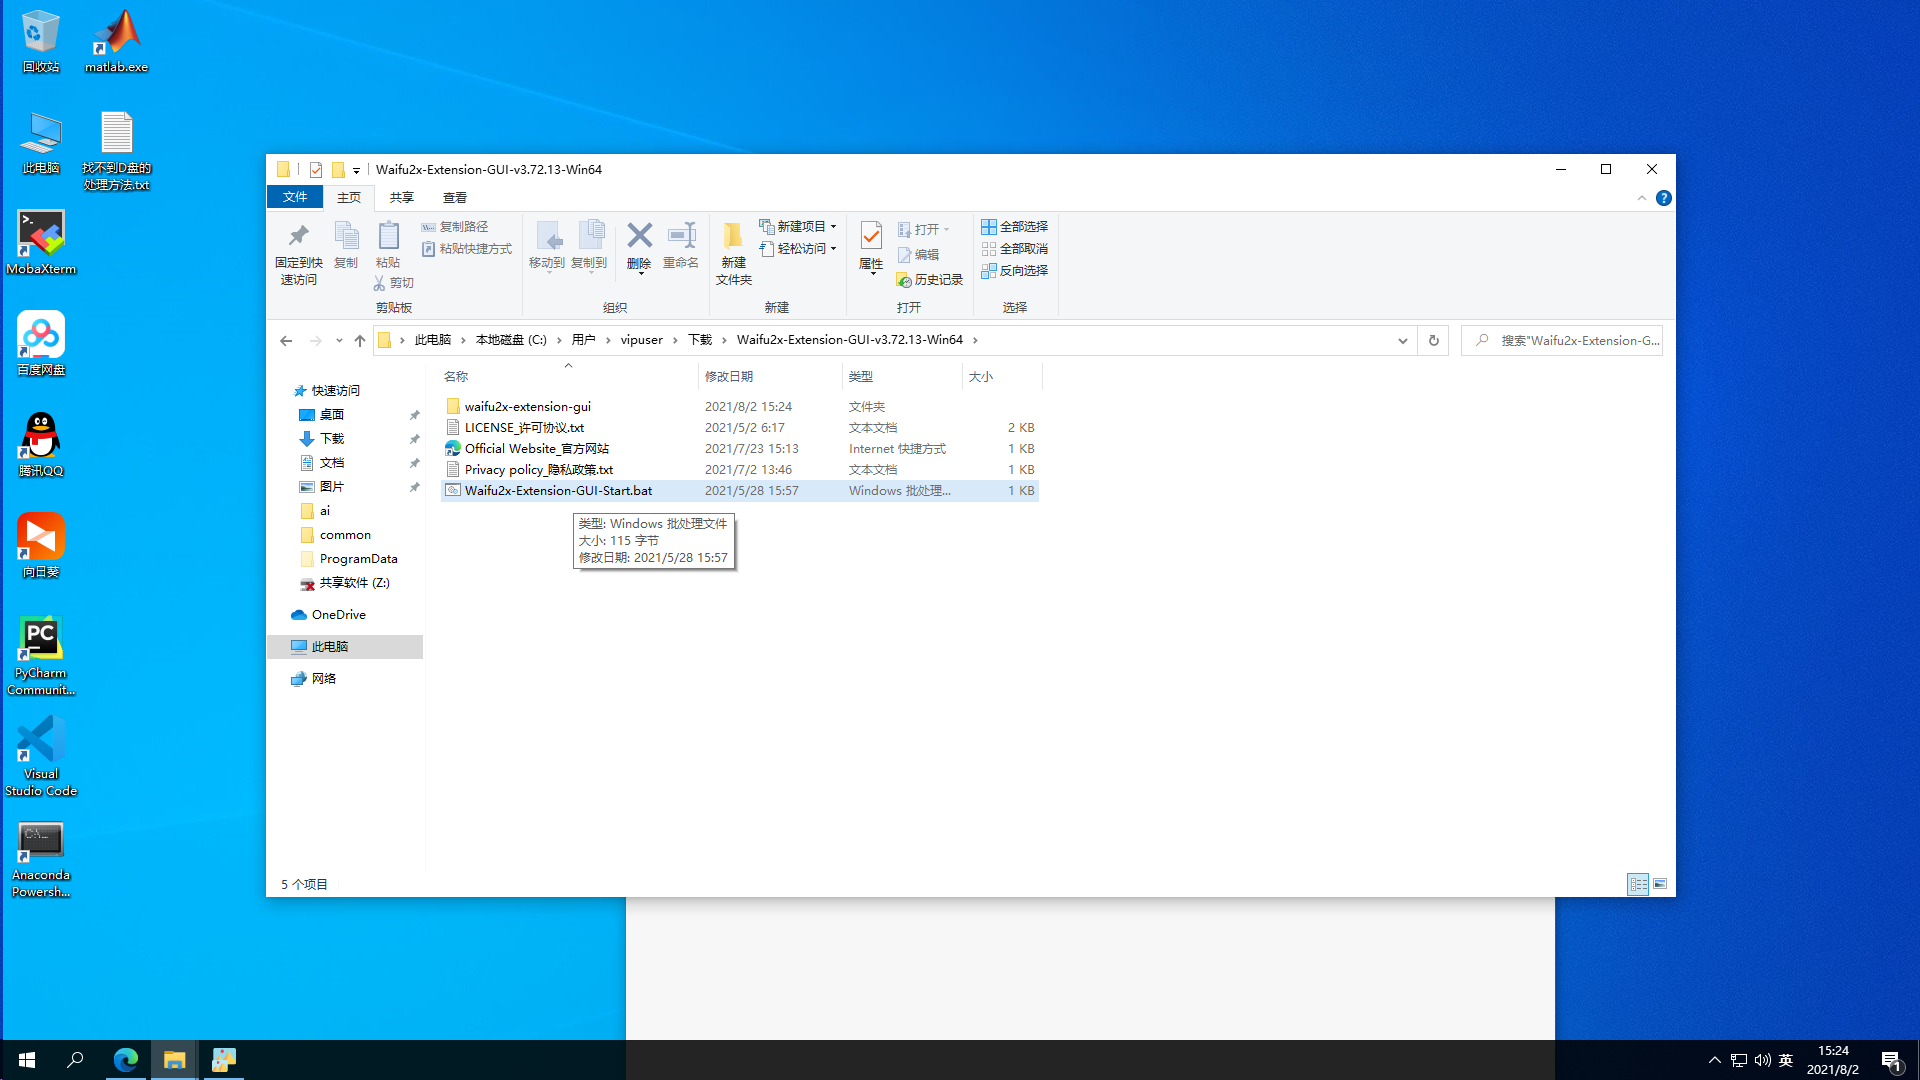 回收站
matlab.exe
此电脑
找不到D盘的
处理方法.txt
MobaXterm
百度网盘
腾讯QQ
向日葵
PyCharm
Communit...
Visual
Studio Code
Anaconda
Powersh...
Waifu2x-Extension-GUI-v3.72.13-Win64
文件
主页
共享
查看
固定到快
速访问
复制
粘贴
复制路径
粘贴快捷方式
剪切
剪贴板
移动到
复制到
删除
重命名
组织
新建
文件夹
新建项目
轻松访问
新建
属性
打开
编辑
历史记录
打开
全部选择
全部取消
反向选择
选择
此电脑
本地磁盘 (C:)
用户
vipuser
下载
Waifu2x-Extension-GUI-v3.72.13-Win64
搜索"Waifu2x-Extension-G...
快速访问
桌面
下载
文档
图片
ai
common
ProgramData
共享软件 (Z:)
OneDrive
此电脑
网络
名称 修改日期 类型 大小
waifu2x-extension-gui 2021/8/2 15:24 文件夹
LICENSE_许可协议.txt 2021/5/2 6:17 文本文档 2 KB
Official Website_官方网站 2021/7/23 15:13 Internet 快捷方式 1 KB
Privacy policy_隐私政策.txt 2021/7/2 13:46 文本文档 1 KB
Waifu2x-Extension-GUI-Start.bat 2021/5/28 15:57 Windows 批处理... 1 KB
类型: Windows 批处理文件
大小: 115 字节
修改日期: 2021/5/28 15:57
5 个项目
英
15:24
2021/8/2
1